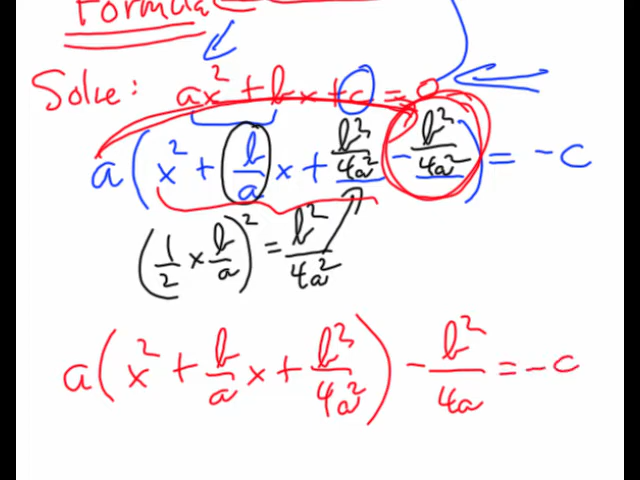 Formula
Solve: ax² + bx + c = 0
a(x² + b/a x + b²/4a² - b²/4a²) = -c
(1/2 × b/a)² = b²/4a²
a(x² + b/a x + b²/4a²) - b²/4a = -c